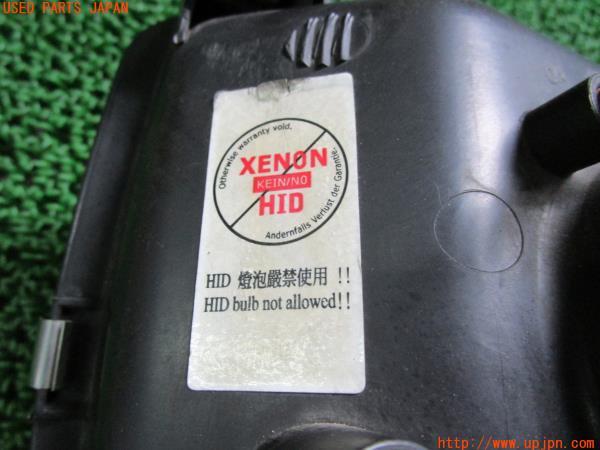 USED PARTS JAPAN
Otherwise warranty void.
XENON
KEIN/NO
HID
Andernfalls Verlust der Garantie.
HID 燈泡嚴禁使用 !!
HID bulb not allowed!!
http://www.upjpn.com/